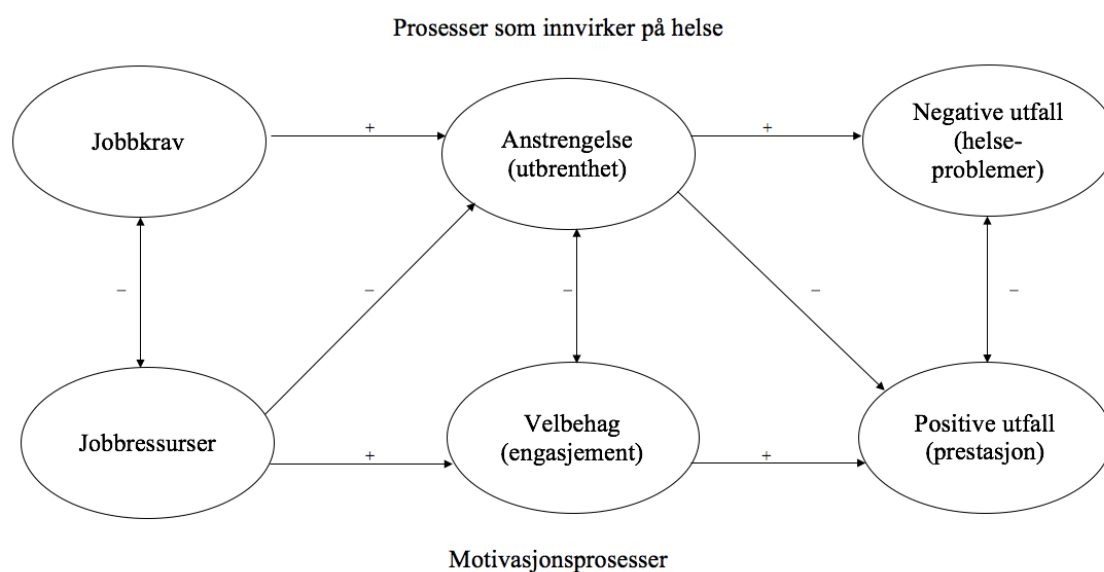 Prosesser som innvirker på helse
Jobbkrav
+
Anstrengelse
(utbrenthet)
+
Negative utfall
(helse-
problemer)
–
–
–
–
–
Jobbressurser
+
Velbehag
(engasjement)
+
Positive utfall
(prestasjon)
Motivasjonsprosesser